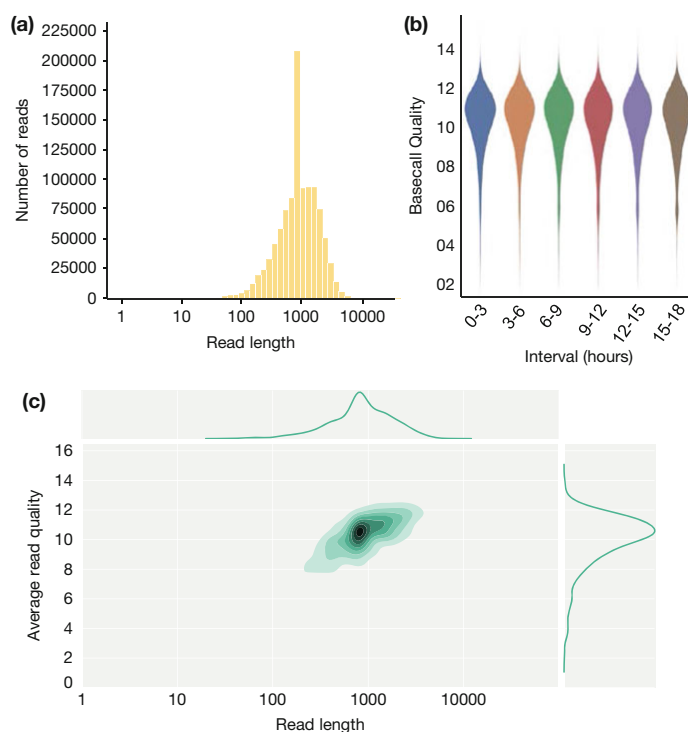 (a)
225000
200000
175000
150000
125000
100000
75000
50000
25000
0
Number of reads
1 10 100 1000 10000
Read length
(b)
14
12
10
08
06
04
02
Basecall Quality
0-3 3-6 6-9 9-12 12-15 15-18
Interval (hours)
(c)
16
14
12
10
8
6
4
2
0
Average read quality
1 10 100 1000 10000
Read length